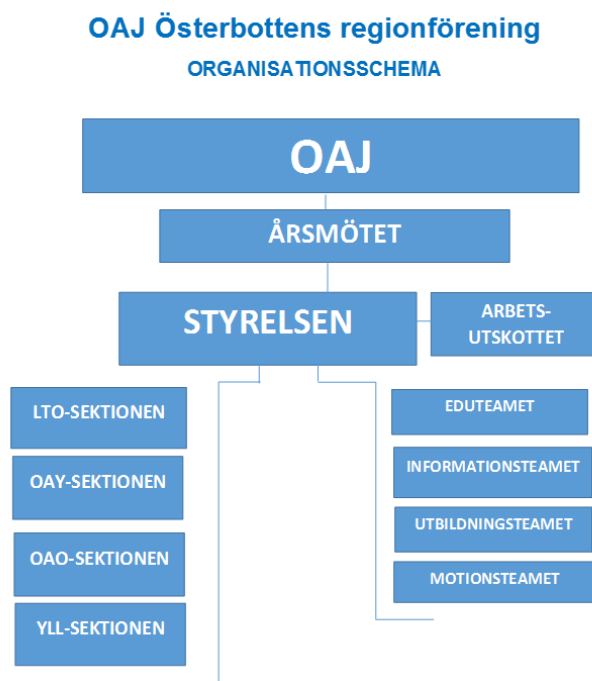 OAJ Österbottens regionförening
ORGANISATIONSSCHEMA
OAJ
ÅRSMÖTET
STYRELSEN
ARBETS-
UTSKOTTET
LTO-SEKTIONEN
OAY-SEKTIONEN
OAO-SEKTIONEN
YLL-SEKTIONEN
EDUTEAMET
INFORMATIONSTEAMET
UTBILDNINGSTEAMET
MOTIONSTEAMET